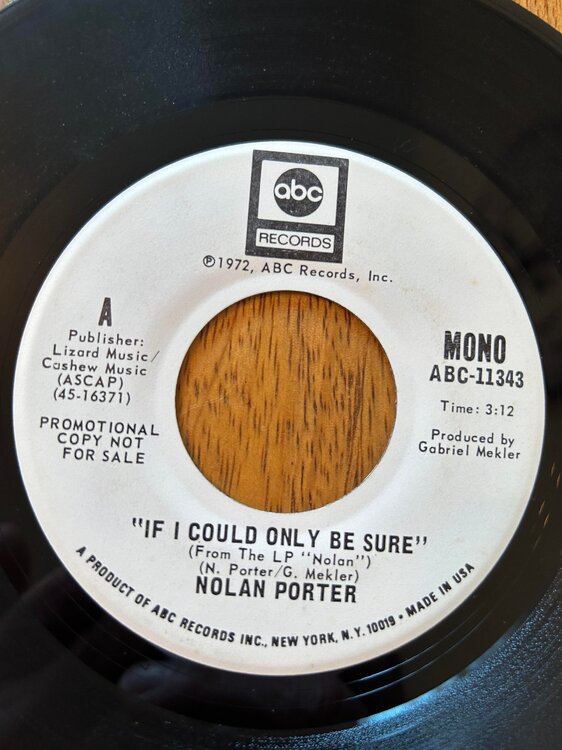 abc
RECORDS
℗1972, ABC Records, Inc.
A
Publisher:
Lizard Music/
Cashew Music
(ASCAP)
(45-16371)
PROMOTIONAL
COPY NOT
FOR SALE
MONO
ABC-11343
Time: 3:12
Produced by
Gabriel Mekler
"IF I COULD ONLY BE SURE"
(From The LP "Nolan")
(N. Porter/G. Mekler)
NOLAN PORTER
A PRODUCT OF ABC RECORDS INC., NEW YORK, N.Y. 10019 • MADE IN USA